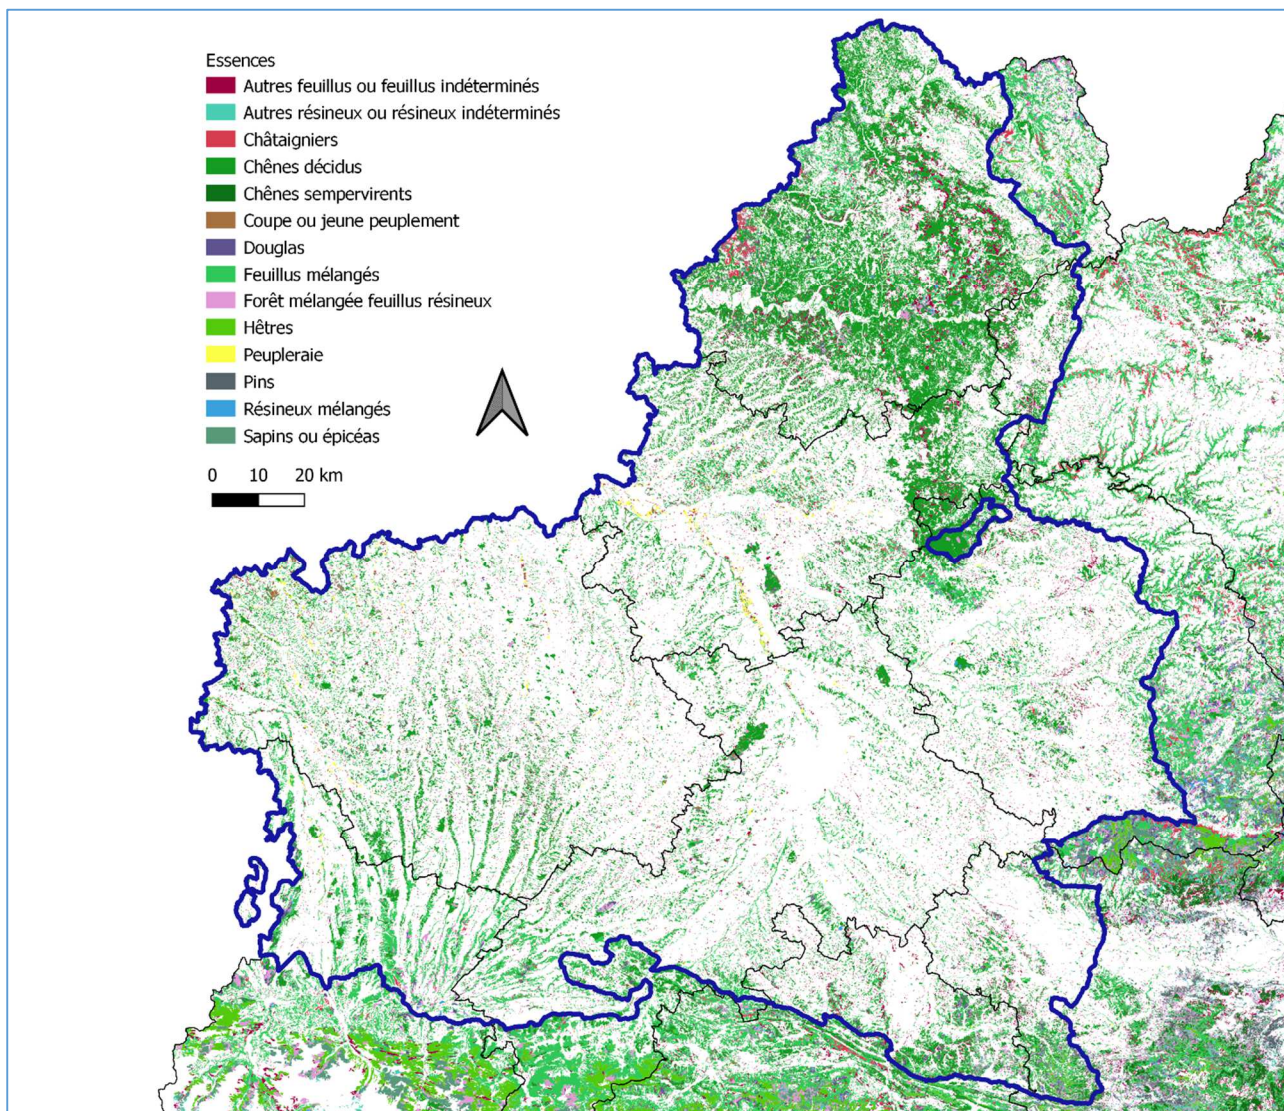 Essences
Autres feuillus ou feuillus indéterminés
Autres résineux ou résineux indéterminés
Châtaigniers
Chênes décidus
Chênes sempervirents
Coupe ou jeune peuplement
Douglas
Feuillus mélangés
Forêt mélangée feuillus résineux
Hêtres
Peupleraie
Pins
Résineux mélangés
Sapins ou épicéas
0 10 20 km